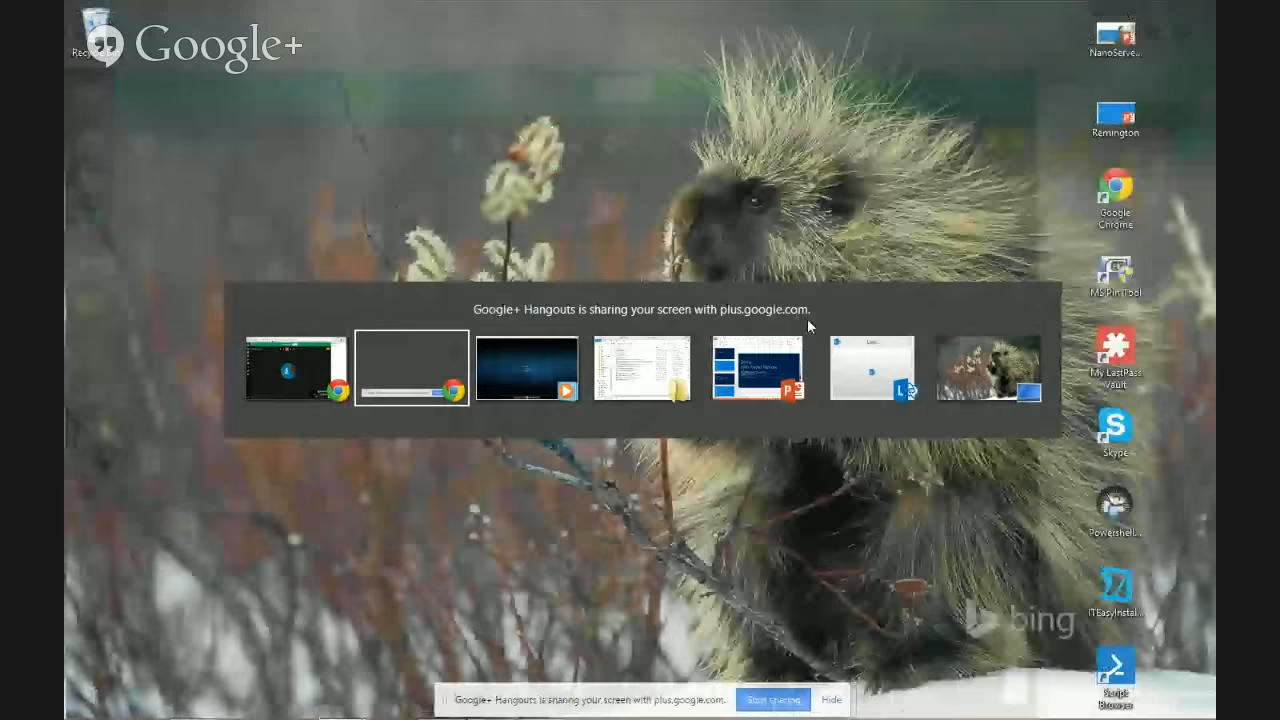 Google+
NanoServe...
Remington
Google
Chrome
MS Pin Tool
Google+ Hangouts is sharing your screen with plus.google.com.
My LastPass
Vault
Skype
Powershell...
ITEasyInstal...
bing
Script
Browser
Google+ Hangouts is sharing your screen with plus.google.com. Stop sharing Hide